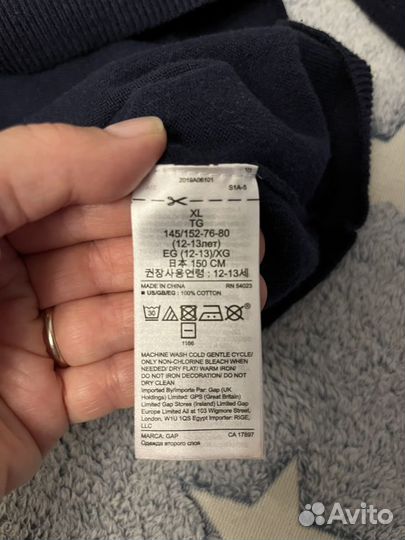 2019A06101
S1A-5
XL
TG
145/152-76-80
(12-13лет)
EG (12-13)/XG
日本 150 CM
권장사용연령 : 12-13세
MADE IN CHINA RN 54023
■ US/GB/EG : 100% COTTON
30
1166
MACHINE WASH COLD GENTLE CYCLE/
ONLY NON-CHLORINE BLEACH WHEN
NEEDED/ DRY FLAT/ WARM IRON/
DO NOT IRON DECORATION/ DO NOT
DRY CLEAN
Imported By/Importers Par: Gap (UK
Holdings) Limited: GPS (Great Britain)
Limited Gap Stores (Ireland) Limited Gap
Europe Limited All at 103 Wigmore Street,
London, W1U 1QS Egypt Importer: RIGE,
LLC
MARCA: GAP CA 17897
Одежда второго слоя
Avito